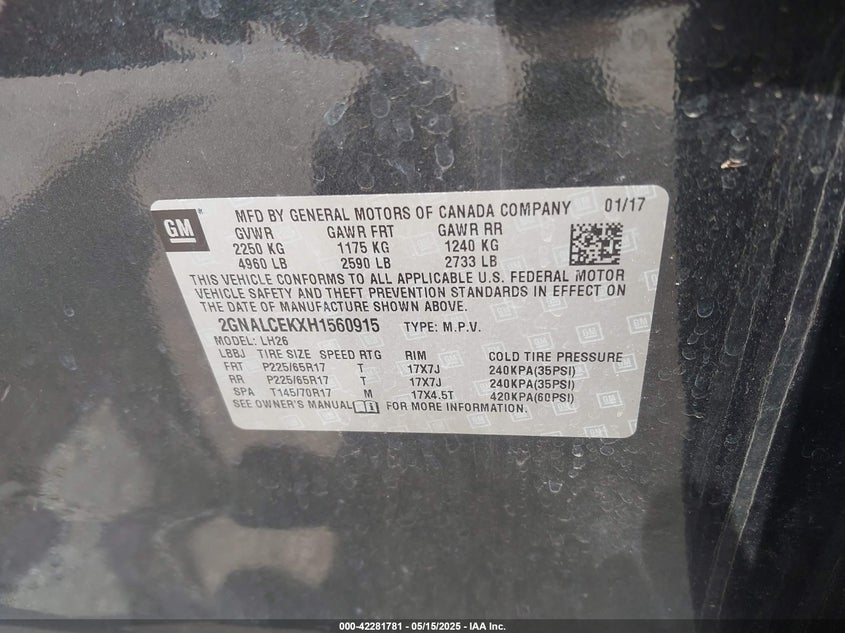 GM
MFD BY GENERAL MOTORS OF CANADA COMPANY 01/17
GVWR GAWR FRT GAWR RR
2250 KG 1175 KG 1240 KG
4960 LB 2590 LB 2733 LB
THIS VEHICLE CONFORMS TO ALL APPLICABLE U.S. FEDERAL MOTOR
VEHICLE SAFETY AND THEFT PREVENTION STANDARDS IN EFFECT ON
THE DATE OF MANUFACTURE SHOWN ABOVE.
2GNALCEKXH1560915 TYPE: M.P.V.
MODEL: LH26
LBBJ TIRE SIZE SPEED RTG RIM COLD TIRE PRESSURE
FRT P225/65R17 T 17X7J 240KPA(35PSI)
RR P225/65R17 T 17X7J 240KPA(35PSI)
SPA T145/70R17 M 17X4.5T 420KPA(60PSI)
SEE OWNER'S MANUAL FOR MORE INFORMATION.
000-42281781 - 05/15/2025 - IAA Inc.